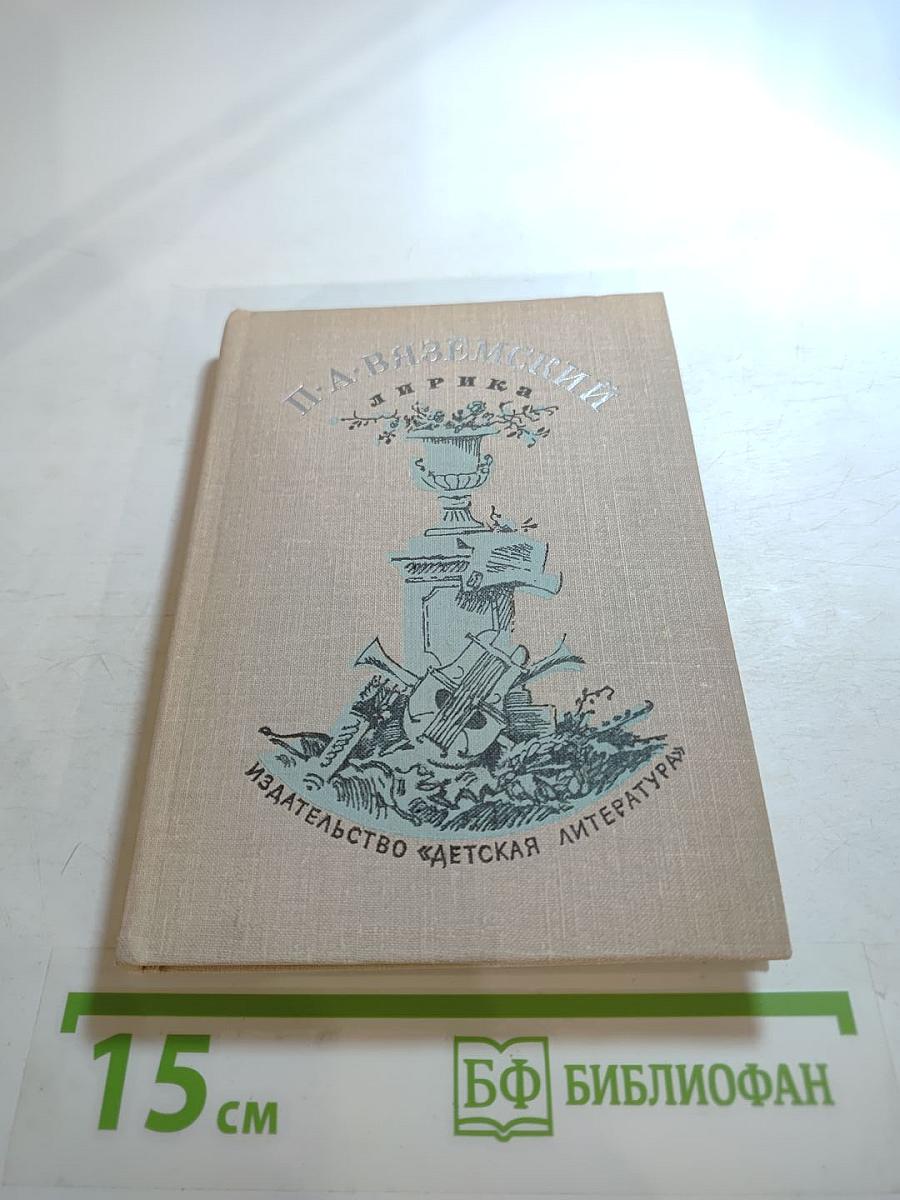 П·А·ВЯЗЕМСКИЙ
лирика
ИЗДАТЕЛЬСТВО «ДЕТСКАЯ ЛИТЕРАТУРА»
15 см
БФ БИБЛИОФАН